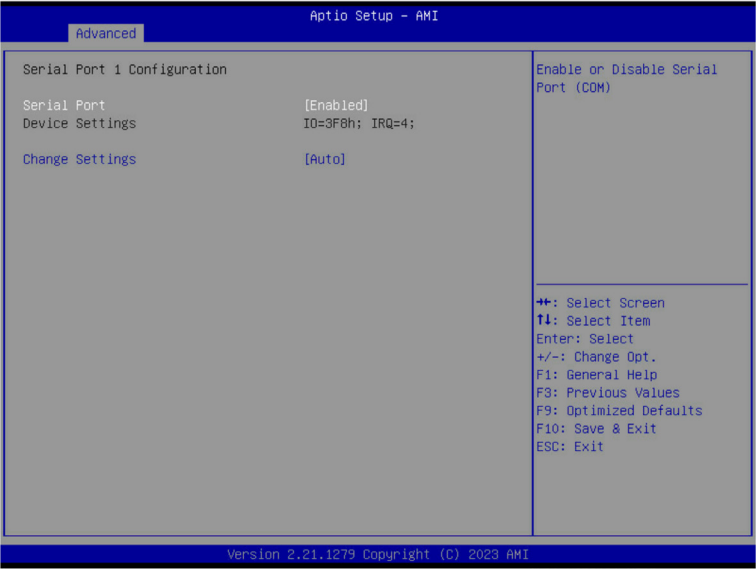 Aptio Setup - AMI
Advanced
Serial Port 1 Configuration
Serial Port [Enabled]
Device Settings IO=3F8h; IRQ=4;
Change Settings [Auto]
Enable or Disable Serial
Port (COM)
→←: Select Screen
↑↓: Select Item
Enter: Select
+/-: Change Opt.
F1: General Help
F3: Previous Values
F9: Optimized Defaults
F10: Save & Exit
ESC: Exit
Version 2.21.1279 Copyright (C) 2023 AMI